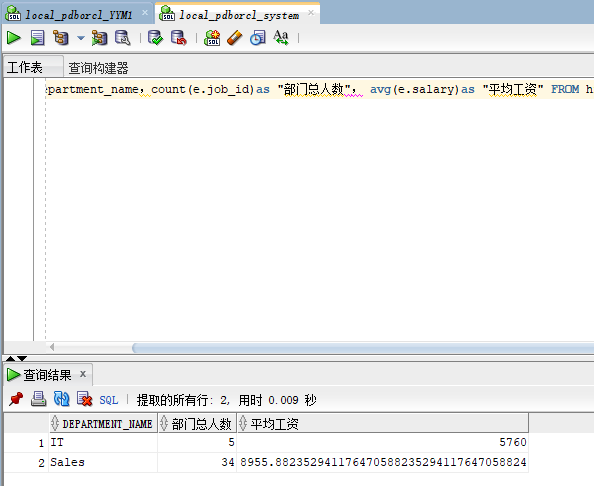 local_pdborcl_YYM1 local_pdborcl_system
工作表 查询构建器
partment_name，count(e.job_id)as "部门总人数"， avg(e.salary)as "平均工资" FROM h
查询结果 x
SQL | 提取的所有行: 2, 用时 0.009 秒
DEPARTMENT_NAME 部门总人数 平均工资
1 IT 5 5760
2 Sales 34 8955.88235294117647058823529411764705​8824